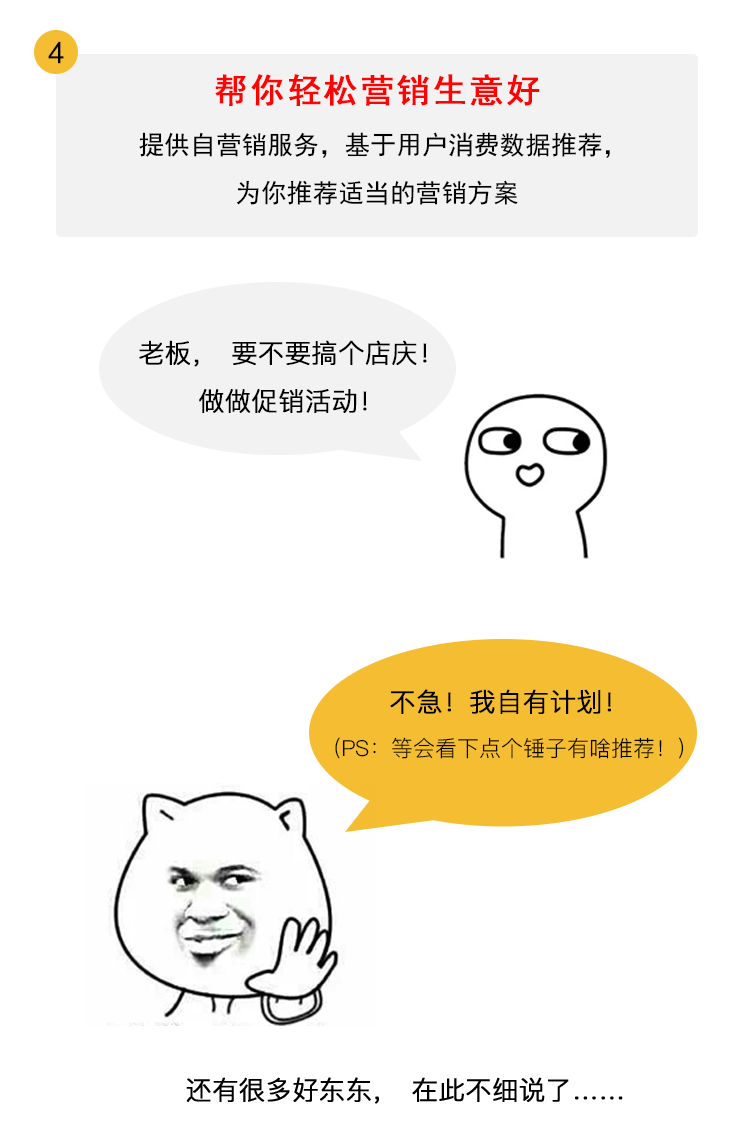 4
帮你轻松营销生意好
提供自营销服务，基于用户消费数据推荐，
为你推荐适当的营销方案
老板， 要不要搞个店庆！
做做促销活动！
不急！我自有计划！
（PS：等会看下点个锤子有啥推荐！）
还有很多好东东， 在此不细说了……